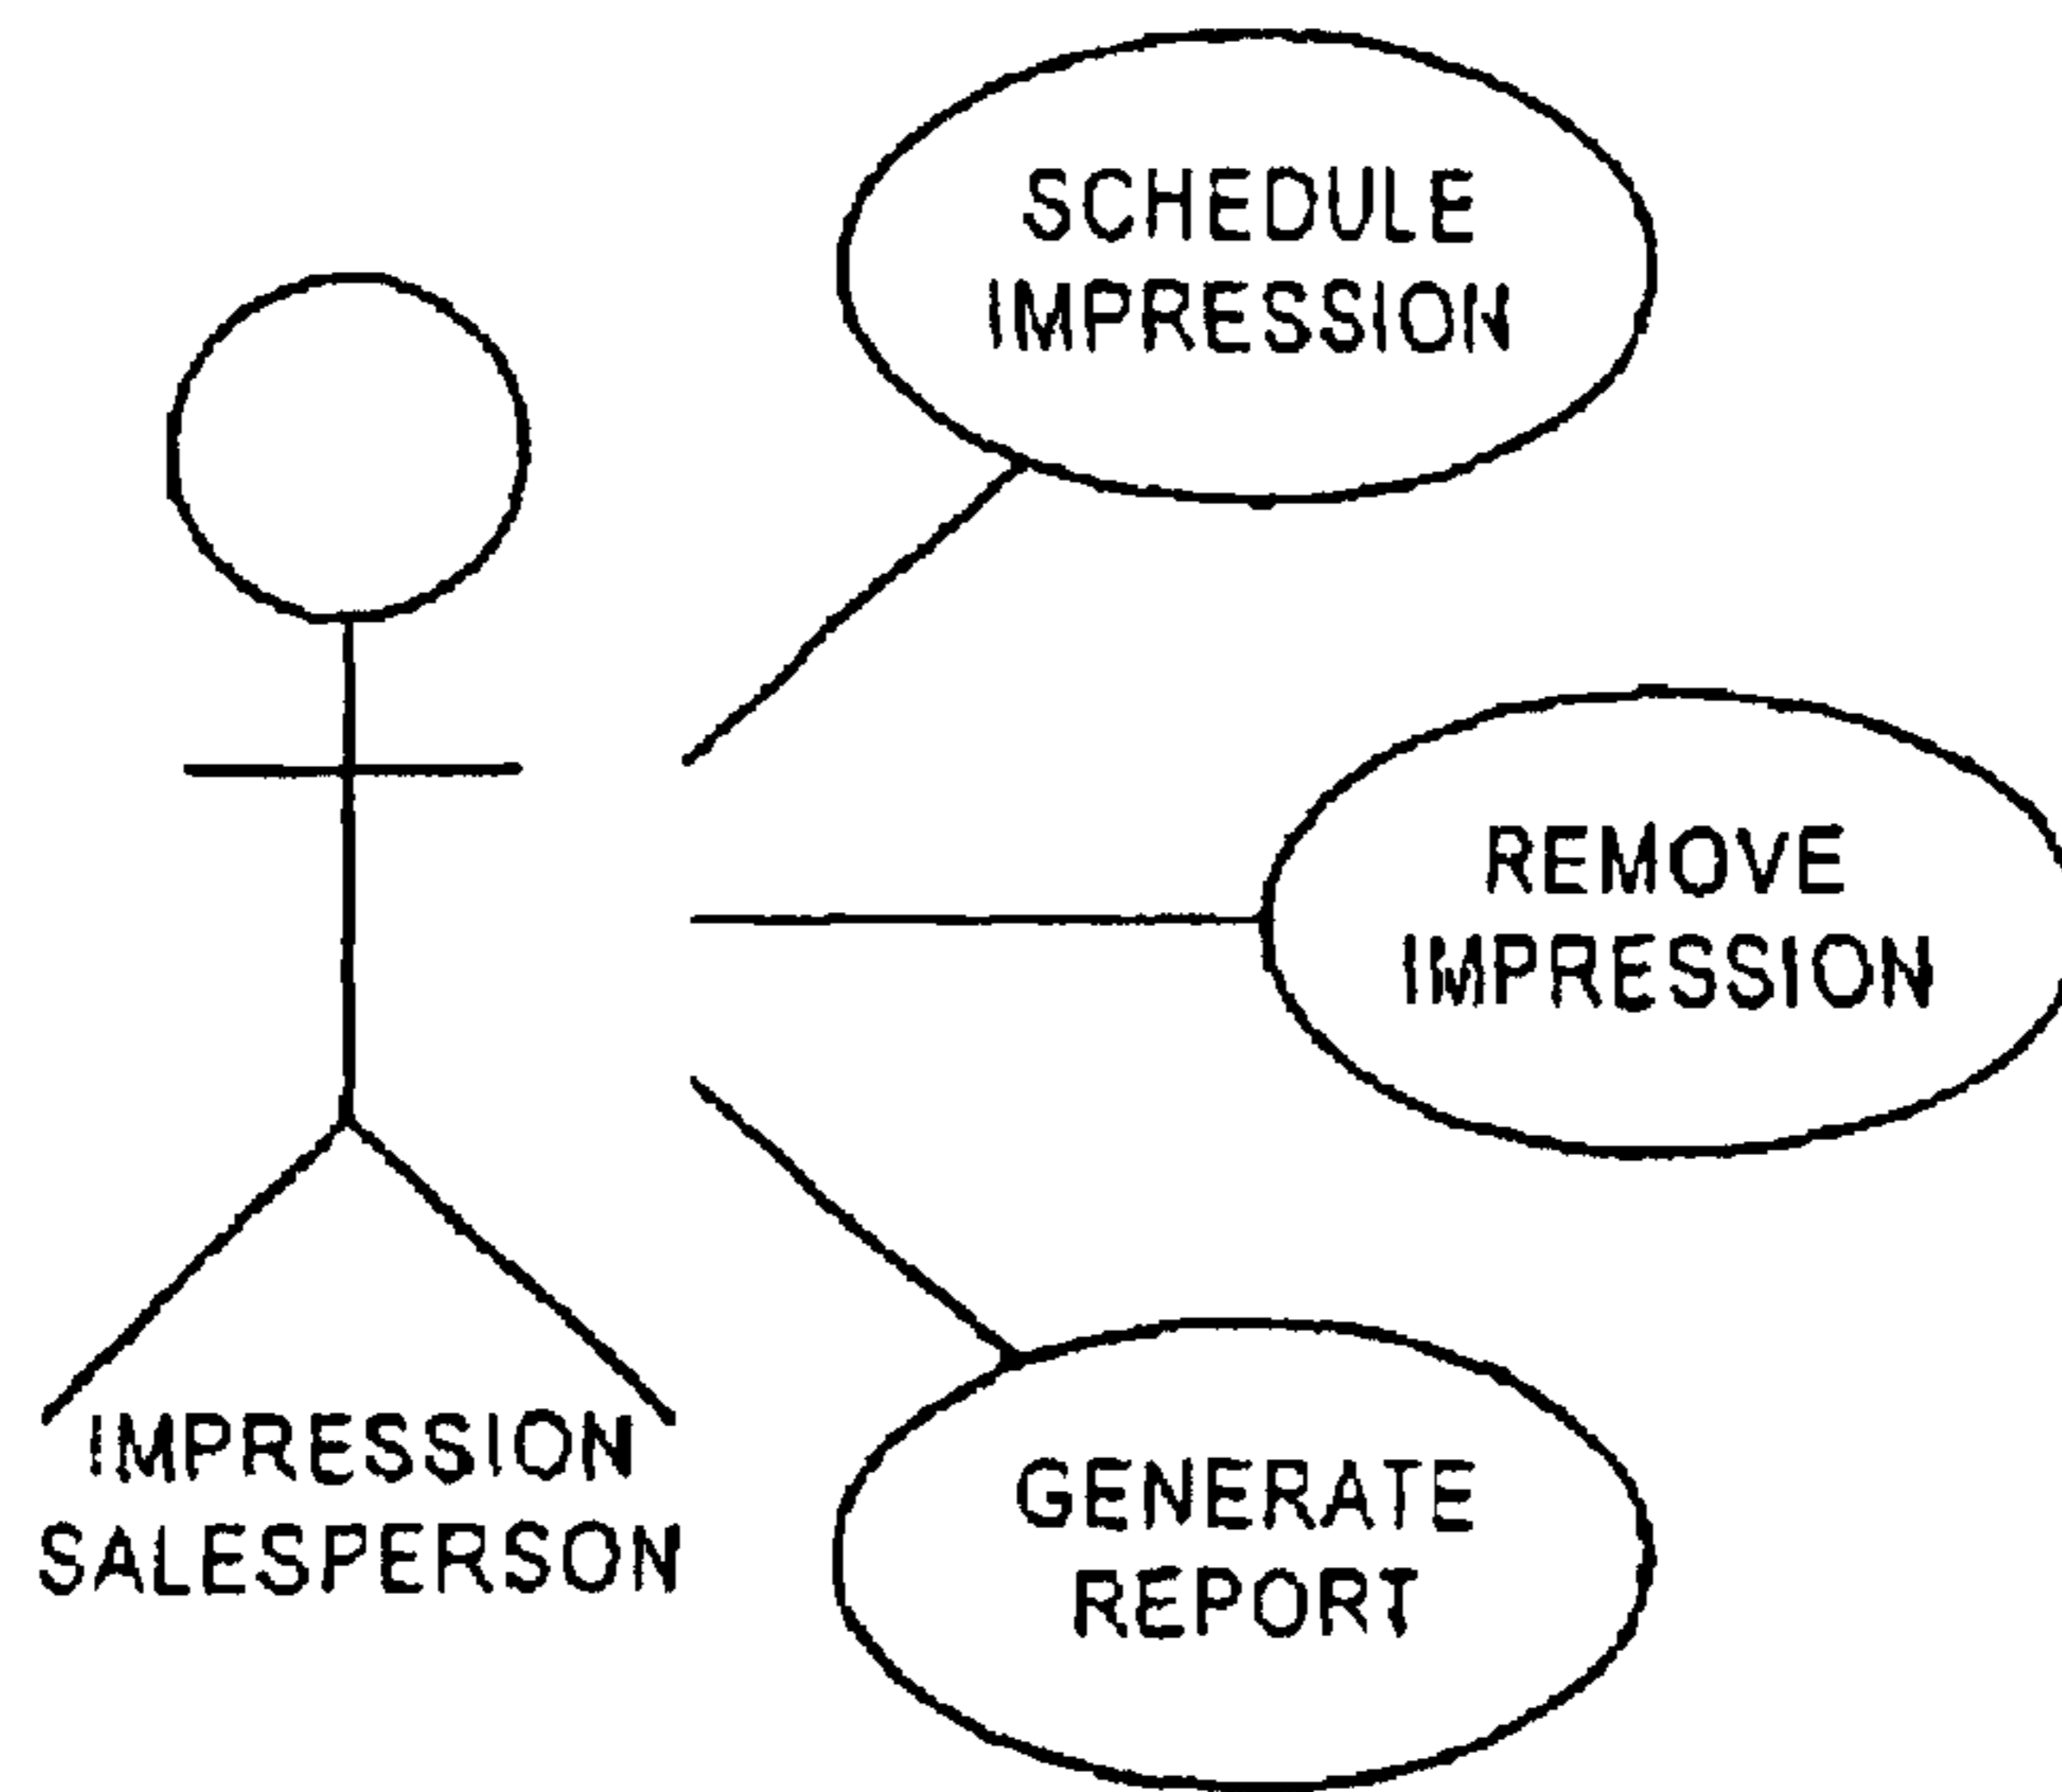 SCHEDULE
IMPRESSION
REMOVE
IMPRESSION
IMPRESSION
SALESPERSON
GENERATE
REPORT